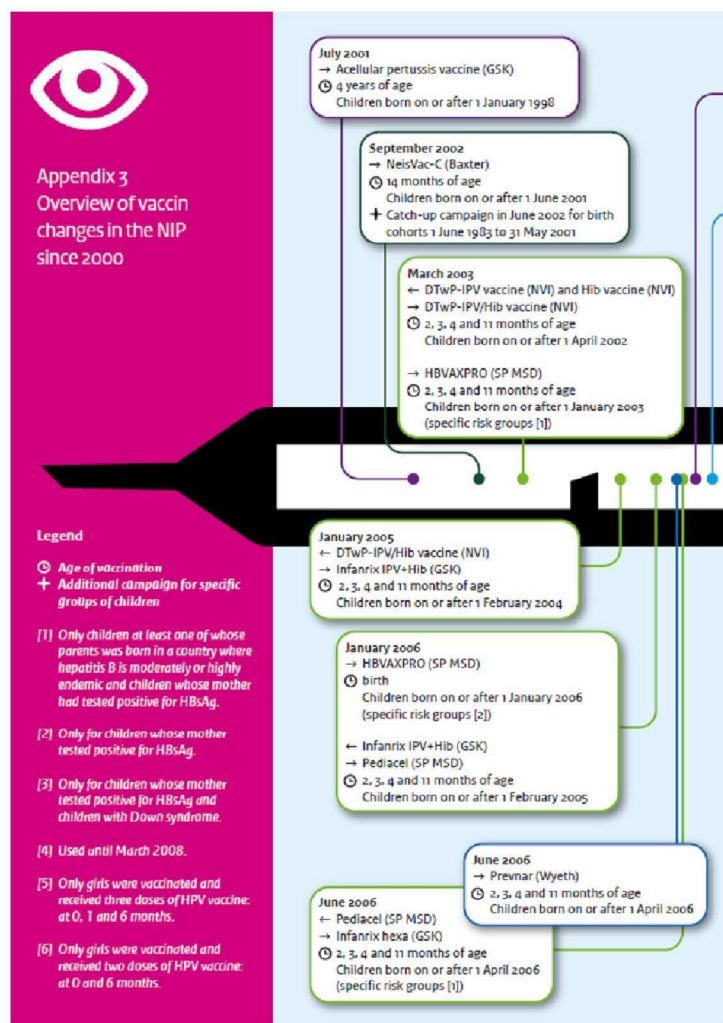 Appendix 3
Overview of vaccin
changes in the NIP
since 2000
Legend
Age of vaccination
+ Additional campaign for specific
groups of children
[1] Only children at least one of whose
parents was born in a country where
hepatitis B is moderately or highly
endemic and children whose mother
had tested positive for HBsAg.
[2] Only for children whose mother
tested positive for HBsAg.
[3] Only for children whose mother
tested positive for HBsAg and
children with Down syndrome.
[4] Used until March 2008.
[5] Only girls were vaccinated and
received three doses of HPV vaccine:
at 0, 1 and 6 months.
[6] Only girls were vaccinated and
received two doses of HPV vaccine:
at 0 and 6 months.
July 2001
→ Acellular pertussis vaccine (GSK)
4 years of age
Children born on or after 1 January 1998
September 2002
→ NeisVac-C (Baxter)
14 months of age
Children born on or after 1 June 2001
+ Catch-up campaign in June 2002 for birth
cohorts 1 June 1983 to 31 May 2001
March 2003
← DTwP-IPV vaccine (NVI) and Hib vaccine (NVI)
→ DTwP-IPV/Hib vaccine (NVI)
2, 3, 4 and 11 months of age
Children born on or after 1 April 2002
→ HBVAXPRO (SP MSD)
2, 3, 4 and 11 months of age
Children born on or after 1 January 2003
(specific risk groups [1])
January 2005
← DTwP-IPV/Hib vaccine (NVI)
→ Infanrix IPV+Hib (GSK)
2, 3, 4 and 11 months of age
Children born on or after 1 February 2004
January 2006
→ HBVAXPRO (SP MSD)
birth
Children born on or after 1 January 2006
(specific risk groups [2])
← Infanrix IPV+Hib (GSK)
→ Pediacel (SP MSD)
2, 3, 4 and 11 months of age
Children born on or after 1 February 2005
June 2006
→ Prevnar (Wyeth)
2, 3, 4 and 11 months of age
Children born on or after 1 April 2006
June 2006
← Pediacel (SP MSD)
→ Infanrix hexa (GSK)
2, 3, 4 and 11 months of age
Children born on or after 1 April 2006
(specific risk groups [1])